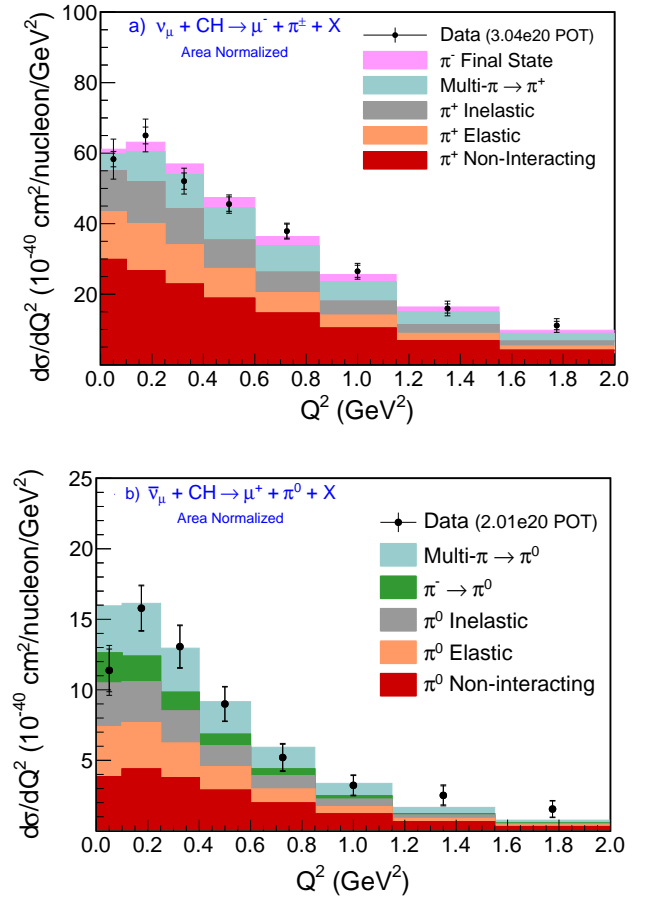 a) ν_μ + CH → μ⁻ + π^± + X
Area Normalized
Data (3.04e20 POT)
π⁻ Final State
Multi-π → π⁺
π⁺ Inelastic
π⁺ Elastic
π⁺ Non-Interacting
dσ/dQ² (10⁻⁴⁰ cm²/nucleon/GeV²)
100
80
60
40
20
0.0 0.2 0.4 0.6 0.8 1.0 1.2 1.4 1.6 1.8 2.0
Q² (GeV²)
b) ν̅_μ + CH → μ⁺ + π⁰ + X
Area Normalized
Data (2.01e20 POT)
Multi-π → π⁰
π⁻ → π⁰
π⁰ Inelastic
π⁰ Elastic
π⁰ Non-interacting
dσ/dQ² (10⁻⁴⁰ cm²/nucleon/GeV²)
25
20
15
10
5
0.0 0.2 0.4 0.6 0.8 1.0 1.2 1.4 1.6 1.8 2.0
Q² (GeV²)